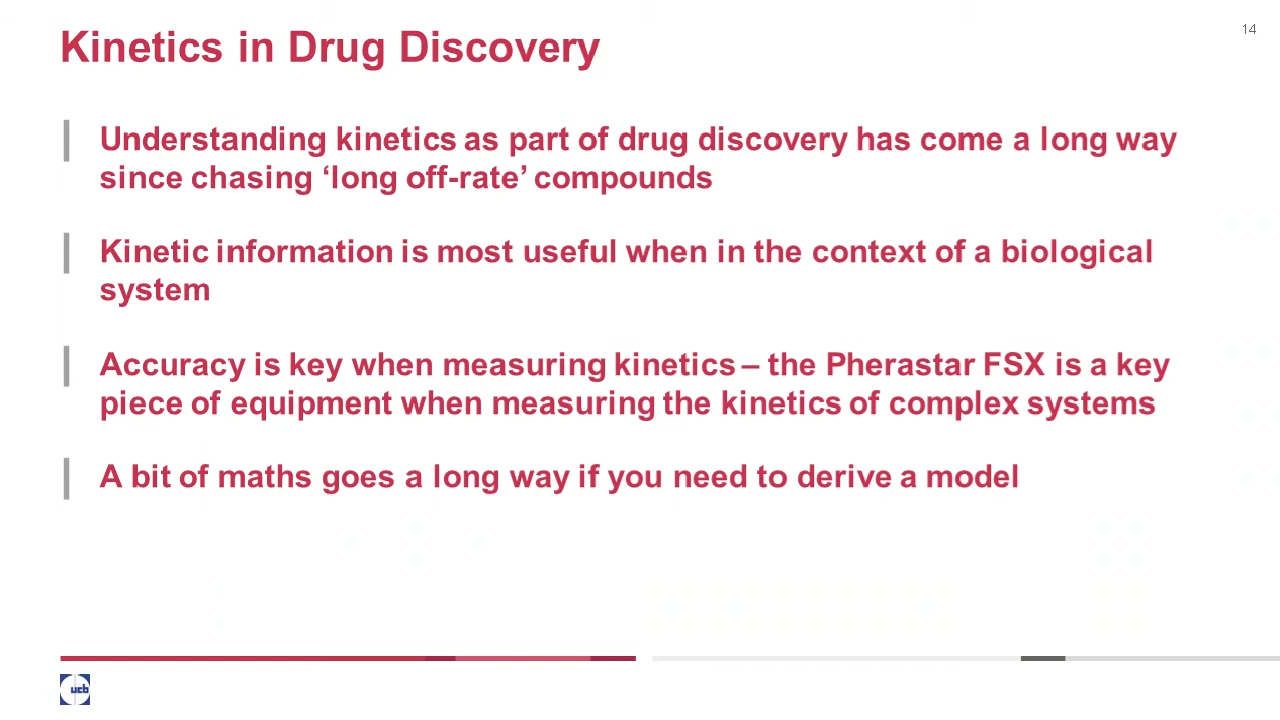 14
Kinetics in Drug Discovery
Understanding kinetics as part of drug discovery has come a long way
since chasing ‘long off-rate’ compounds
Kinetic information is most useful when in the context of a biological
system
Accuracy is key when measuring kinetics – the Pherastar FSX is a key
piece of equipment when measuring the kinetics of complex systems
A bit of maths goes a long way if you need to derive a model
ucb